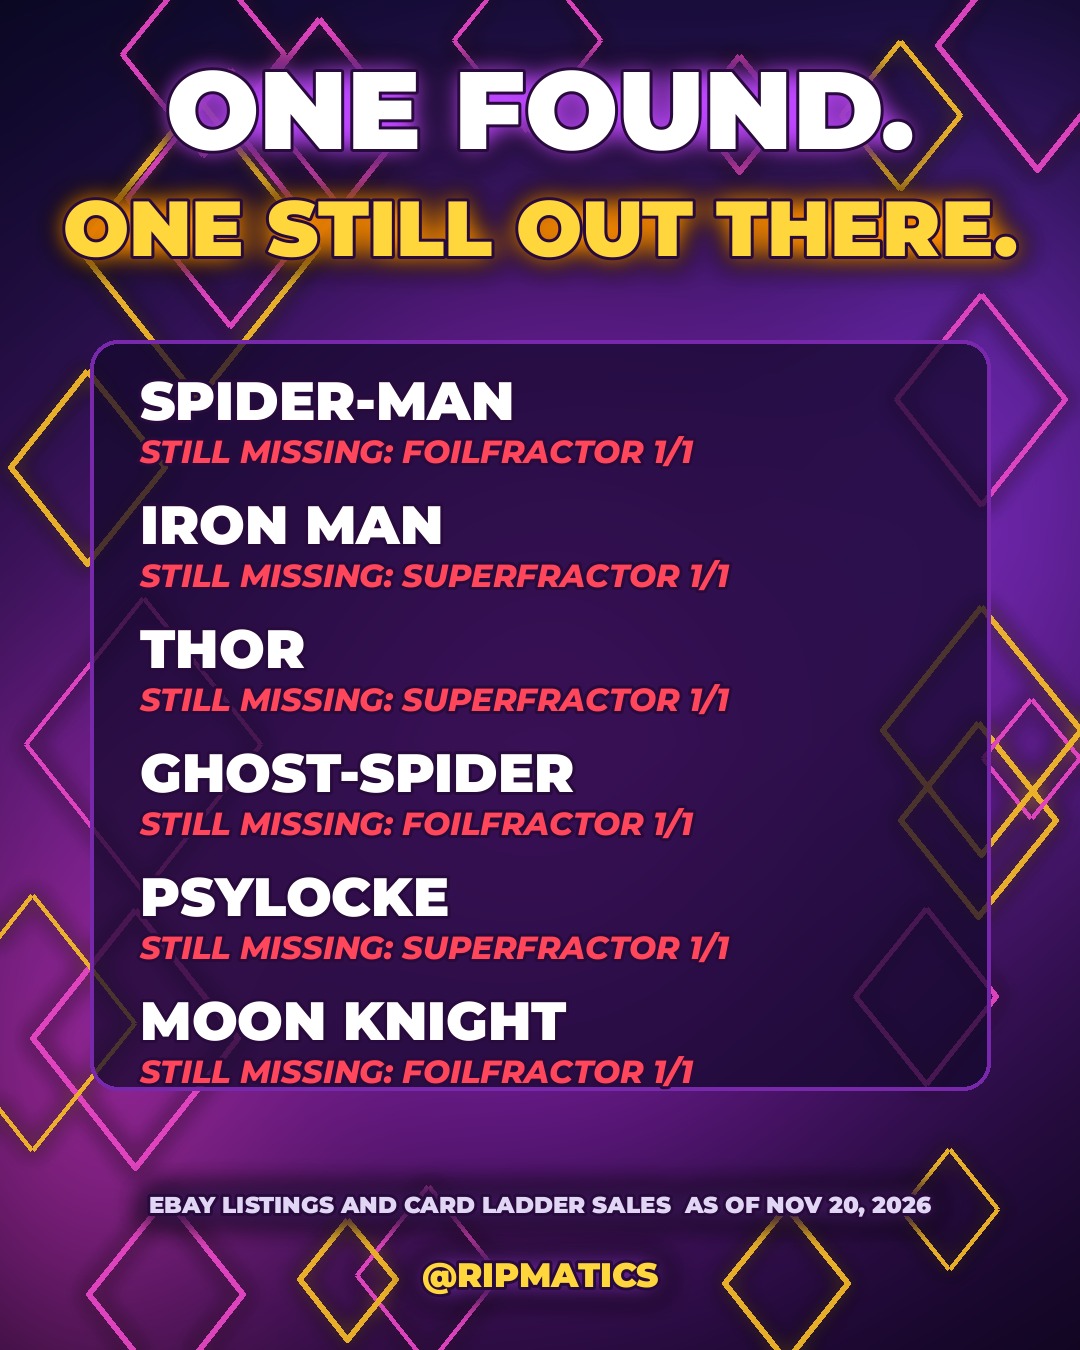 ONE FOUND.
ONE STILL OUT THERE.
SPIDER-MAN
STILL MISSING: FOILFRACTOR 1/1
IRON MAN
STILL MISSING: SUPERFRACTOR 1/1
THOR
STILL MISSING: SUPERFRACTOR 1/1
GHOST-SPIDER
STILL MISSING: FOILFRACTOR 1/1
PSYLOCKE
STILL MISSING: SUPERFRACTOR 1/1
MOON KNIGHT
STILL MISSING: FOILFRACTOR 1/1
EBAY LISTINGS AND CARD LADDER SALES AS OF NOV 20, 2026
@RIPMATICS